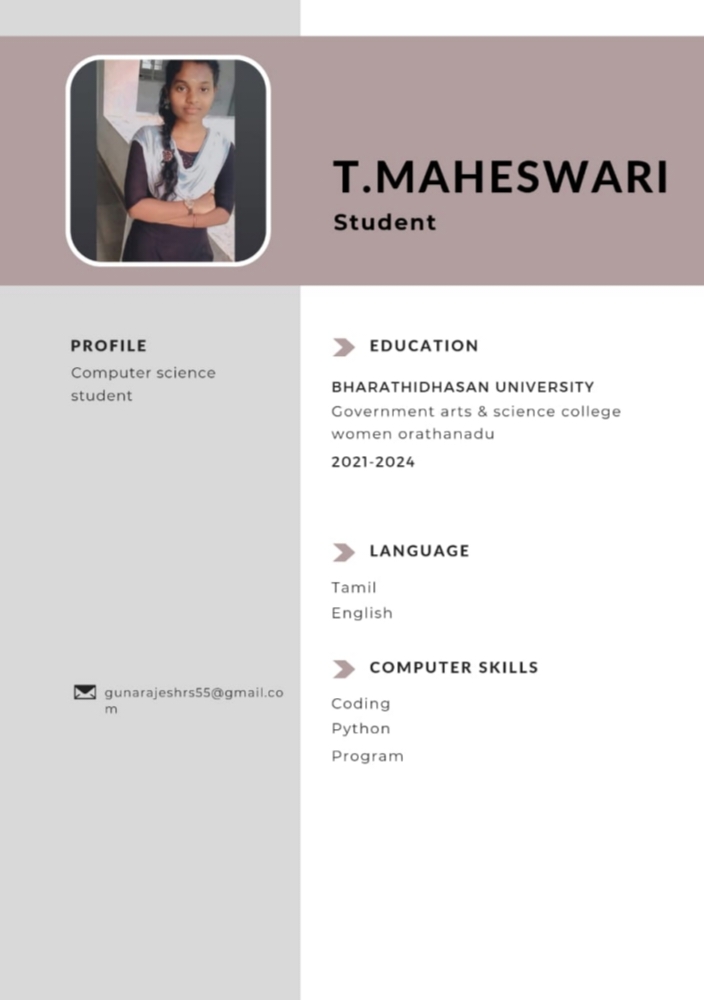 T.MAHESWARI
Student
PROFILE
Computer science
student
gunarajeshrs55@gmail.co
m
EDUCATION
BHARATHIDHASAN UNIVERSITY
Government arts & science college
women orathanadu
2021-2024
LANGUAGE
Tamil
English
COMPUTER SKILLS
Coding
Python
Program